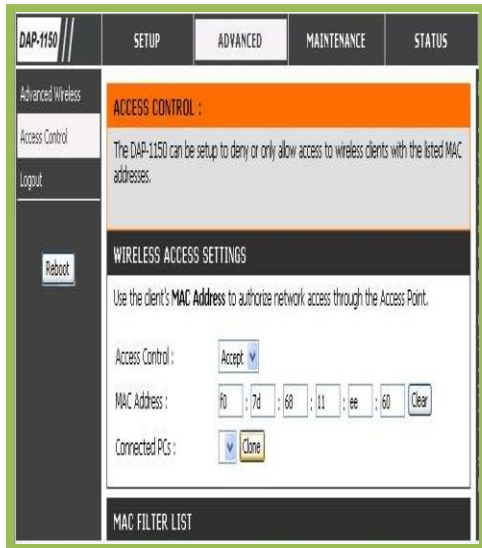 DAP-1150 SETUP ADVANCED MAINTENANCE STATUS
Advanced Wireless
Access Control
Logout
Reboot
ACCESS CONTROL :
The DAP-1150 can be setup to deny or only allow access to wireless clients with the listed MAC
addresses.
WIRELESS ACCESS SETTINGS
Use the client's MAC Address to authorize network access through the Access Point.
Access Control : Accept
MAC Address : f0 : 7d : 68 : 11 : ee : 60 Clear
Connected PCs : Clone
MAC FILTER LIST